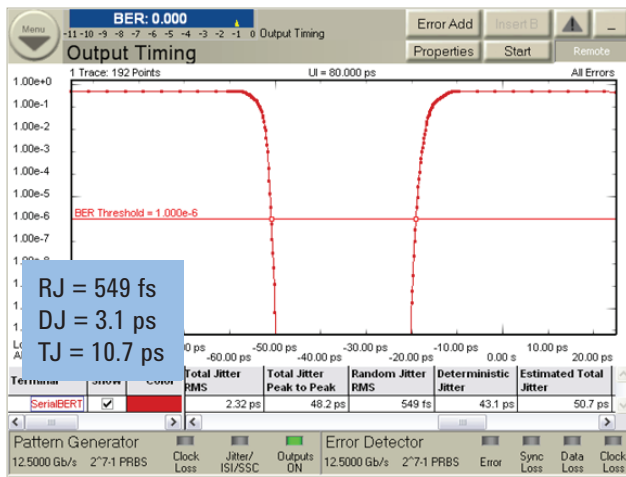 Menu
BER: 0.000
-11 -10 -9 -8 -7 -6 -5 -4 -3 -2 -1 0 Output Timing
Output Timing
Error Add
Insert B
Properties
Start
Remote
1 Trace: 192 Points
UI = 80.000 ps
All Errors
1.00e+0
1.00e-1
1.00e-2
1.00e-3
1.00e-4
1.00e-5
1.00e-6
BER Threshold = 1.000e-6
1.00e-7
RJ = 549 fs
DJ = 3.1 ps
TJ = 10.7 ps
-60.00 ps
-50.00 ps
-40.00 ps
-30.00 ps
-20.00 ps
-10.00 ps
0.00 s
10.00 ps
20.00 ps
Terminal
Show
Color
Total Jitter RMS
Total Jitter Peak to Peak
Random Jitter RMS
Deterministic Jitter
Estimated Total Jitter
SerialBERT
2.32 ps
48.2 ps
549 fs
43.1 ps
50.7 ps
Pattern Generator
12.5000 Gb/s
2^7-1 PRBS
Clock Loss
Jitter/ ISI/SSC
Outputs ON
Error Detector
12.5000 Gb/s
2^7-1 PRBS
Error
Sync Loss
Data Loss
Clock Loss